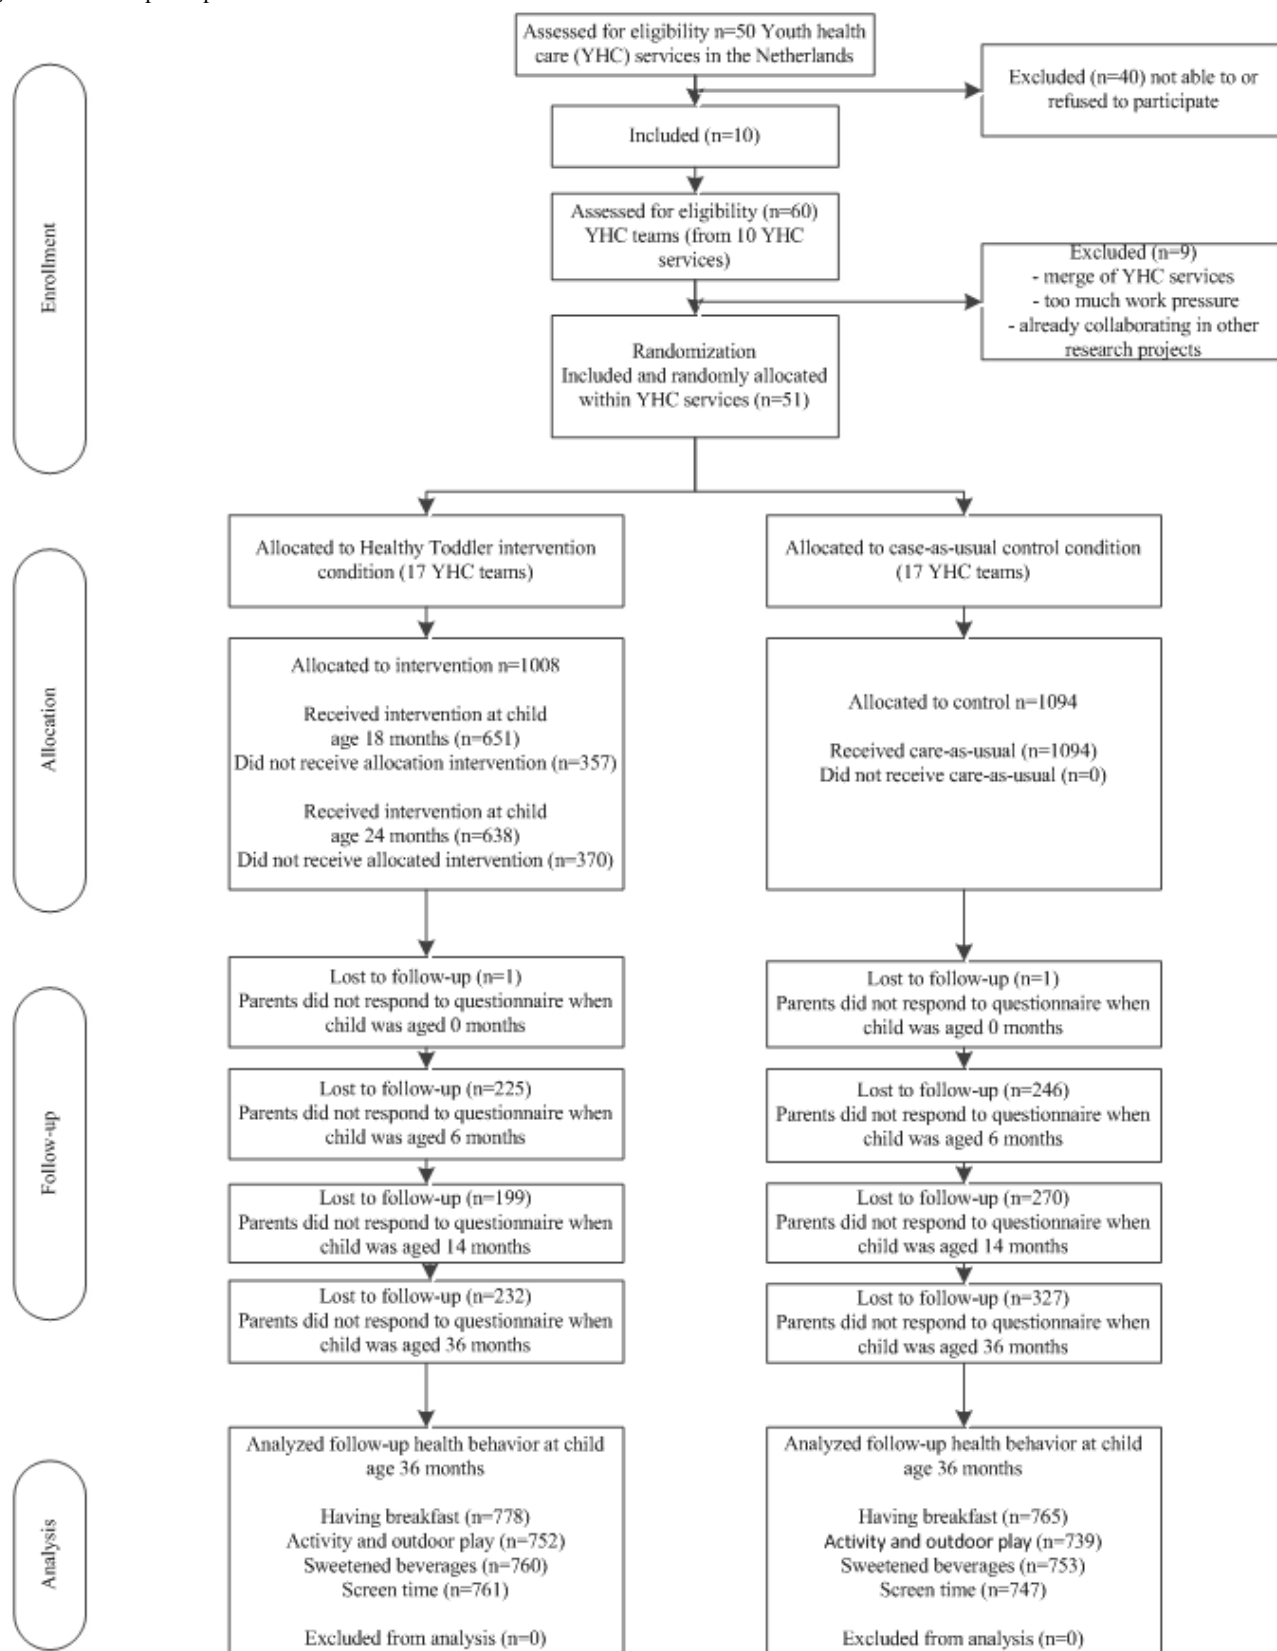 Assessed for eligibility n=50 Youth health
care (YHC) services in the Netherlands
Excluded (n=40) not able to or
refused to participate
Included (n=10)
Assessed for eligibility (n=60)
YHC teams (from 10 YHC
services)
Excluded (n=9)
- merge of YHC services
- too much work pressure
- already collaborating in other
research projects
Randomization
Included and randomly allocated
within YHC services (n=51)
Enrollment
Allocated to Healthy Toddler intervention
condition (17 YHC teams)
Allocated to case-as-usual control condition
(17 YHC teams)
Allocated to intervention n=1008
Received intervention at child
age 18 months (n=651)
Did not receive allocation intervention (n=357)
Received intervention at child
age 24 months (n=638)
Did not receive allocated intervention (n=370)
Allocated to control n=1094
Received care-as-usual (n=1094)
Did not receive care-as-usual (n=0)
Allocation
Lost to follow-up (n=1)
Parents did not respond to questionnaire when
child was aged 0 months
Lost to follow-up (n=1)
Parents did not respond to questionnaire when
child was aged 0 months
Lost to follow-up (n=225)
Parents did not respond to questionnaire when
child was aged 6 months
Lost to follow-up (n=246)
Parents did not respond to questionnaire when
child was aged 6 months
Lost to follow-up (n=199)
Parents did not respond to questionnaire when
child was aged 14 months
Lost to follow-up (n=270)
Parents did not respond to questionnaire when
child was aged 14 months
Lost to follow-up (n=232)
Parents did not respond to questionnaire when
child was aged 36 months
Lost to follow-up (n=327)
Parents did not respond to questionnaire when
child was aged 36 months
Follow-up
Analyzed follow-up health behavior at child
age 36 months
Having breakfast (n=778)
Activity and outdoor play (n=752)
Sweetened beverages (n=760)
Screen time (n=761)
Excluded from analysis (n=0)
Analyzed follow-up health behavior at child
age 36 months
Having breakfast (n=765)
Activity and outdoor play (n=739)
Sweetened beverages (n=753)
Screen time (n=747)
Excluded from analysis (n=0)
Analysis